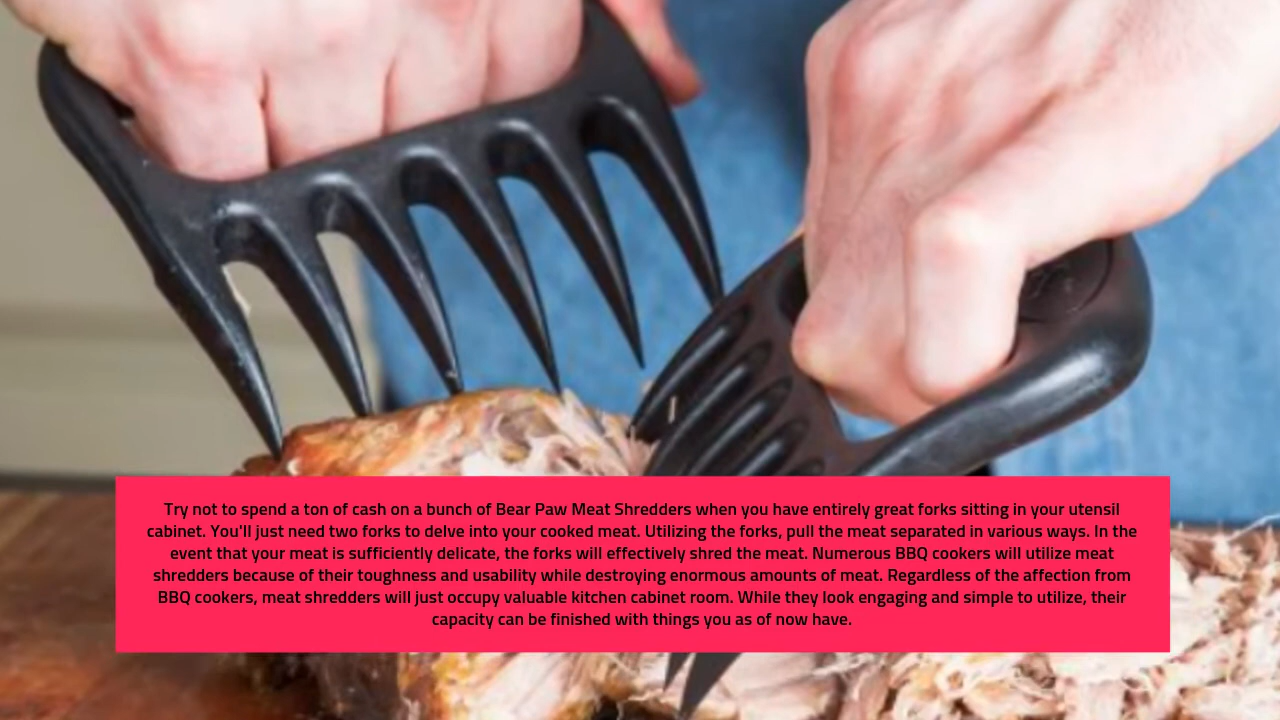 Try not to spend a ton of cash on a bunch of Bear Paw Meat Shredders when you have entirely great forks sitting in your utensil
cabinet. You'll just need two forks to delve into your cooked meat. Utilizing the forks, pull the meat separated in various ways. In the
event that your meat is sufficiently delicate, the forks will effectively shred the meat. Numerous BBQ cookers will utilize meat
shredders because of their toughness and usability while destroying enormous amounts of meat. Regardless of the affection from
BBQ cookers, meat shredders will just occupy valuable kitchen cabinet room. While they look engaging and simple to utilize, their
capacity can be finished with things you as of now have.